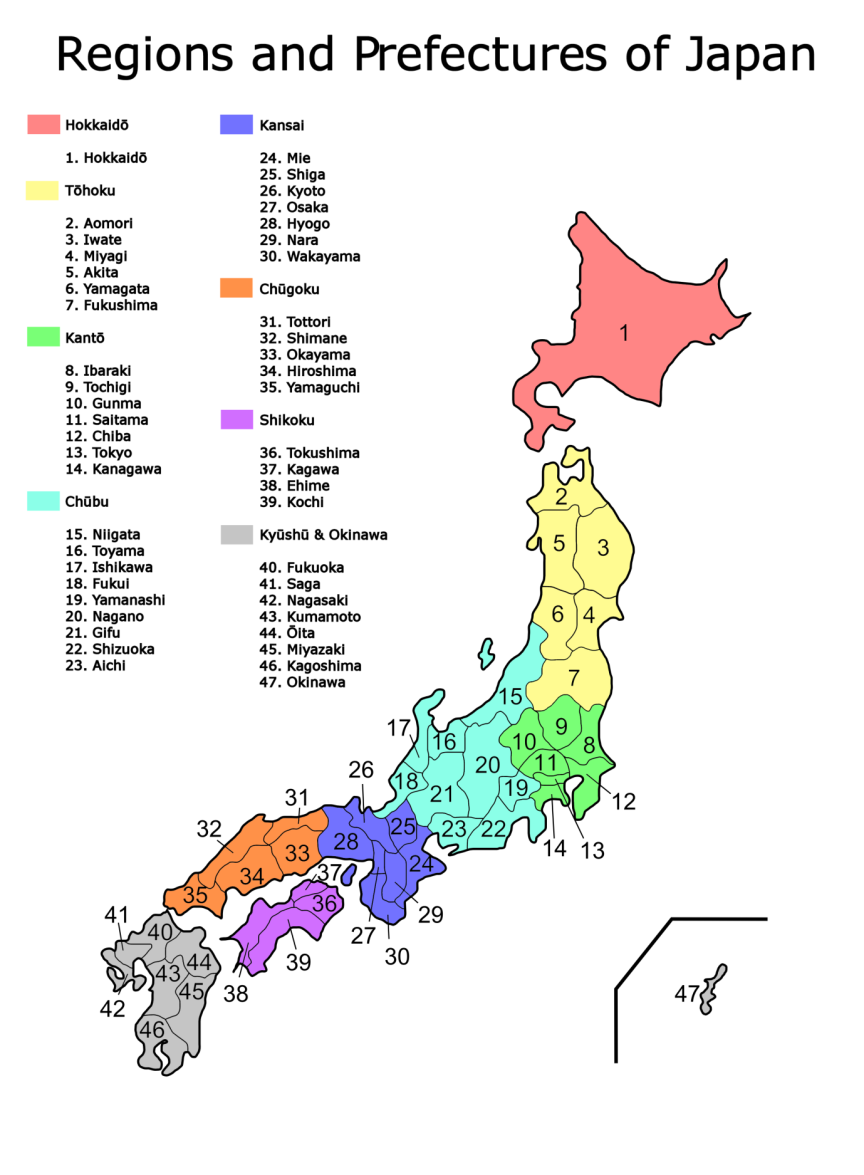 Regions and Prefectures of Japan
Hokkaidō
1. Hokkaidō
Tōhoku
2. Aomori
3. Iwate
4. Miyagi
5. Akita
6. Yamagata
7. Fukushima
Kantō
8. Ibaraki
9. Tochigi
10. Gunma
11. Saitama
12. Chiba
13. Tokyo
14. Kanagawa
Chūbu
15. Niigata
16. Toyama
17. Ishikawa
18. Fukui
19. Yamanashi
20. Nagano
21. Gifu
22. Shizuoka
23. Aichi
Kansai
24. Mie
25. Shiga
26. Kyoto
27. Osaka
28. Hyogo
29. Nara
30. Wakayama
Chūgoku
31. Tottori
32. Shimane
33. Okayama
34. Hiroshima
35. Yamaguchi
Shikoku
36. Tokushima
37. Kagawa
38. Ehime
39. Kochi
Kyūshū & Okinawa
40. Fukuoka
41. Saga
42. Nagasaki
43. Kumamoto
44. Ōita
45. Miyazaki
46. Kagoshima
47. Okinawa
1
2
5
3
6
4
7
15
17
16
10
9
8
11
20
26
18
21
19
12
31
32
25
23
22
28
33
14
13
24
37
34
35
36
29
41
40
27
30
39
44
43
38
42
45
47
46